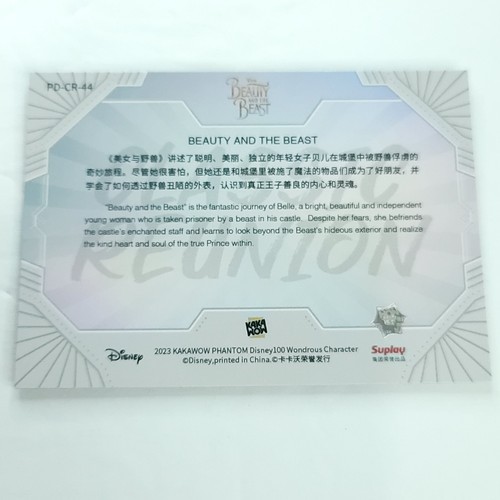 PD-CR-44
Disney
BEAUTY
AND THE
BEAST
BEAUTY AND THE BEAST
《美女与野兽》讲述了聪明、美丽、独立的年轻女子贝儿在城堡中被野兽俘虏的
奇妙旅程。尽管她很害怕，但她还是和城堡里被施了魔法的物品们成为了好朋友，并
学会了如何透过野兽丑陋的外表，认识到真正王子善良的内心和灵魂。
"Beauty and the Beast" is the fantastic journey of Belle, a bright, beautiful and independent
young woman who is taken prisoner by a beast in his castle. Despite her fears, she befriends
the castle's enchanted staff and learns to look beyond the Beast's hideous exterior and realize
the kind heart and soul of the true Prince within.
REUNION
KAKA
WOW
Disney
2023 KAKAWOW PHANTOM Disney100 Wondrous Character
©Disney,printed in China.©卡卡沃荣誉发行
Suplay